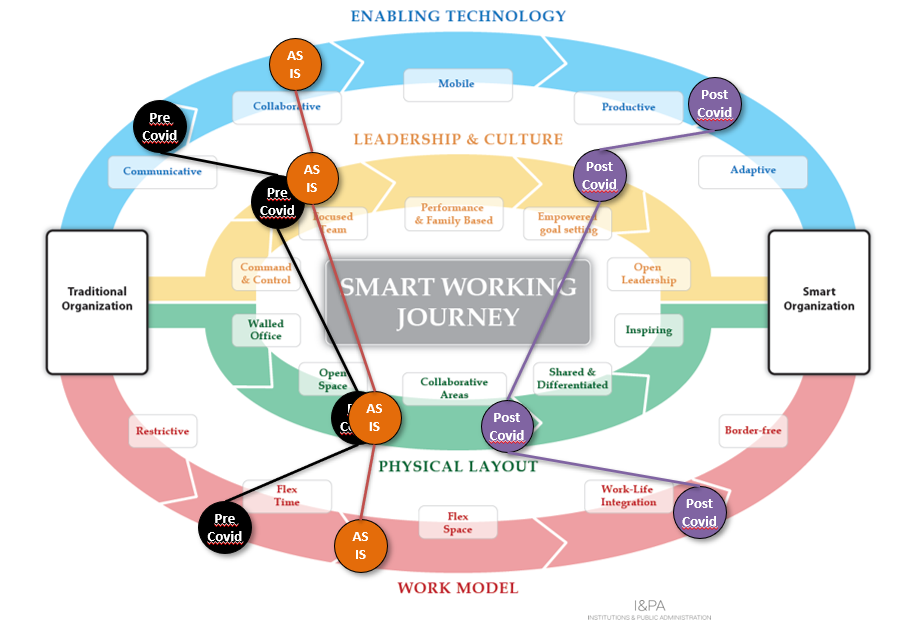 ENABLING TECHNOLOGY
AS
IS
Mobile
Collaborative
Productive
Post
Covid
Pre
Covid
Communicative
LEADERSHIP & CULTURE
AS
IS
Post
Covid
Adaptive
Pre
Covid
Focused
Team
Performance
& Family Based
Empowered
goal setting
Command
& Control
Open
Leadership
Traditional
Organization
SMART WORKING
JOURNEY
Smart
Organization
Walled
Office
Inspiring
Open
Space
Collaborative
Areas
Shared &
Differentiated
AS
IS
Post
Covid
Restrictive
Border-free
PHYSICAL LAYOUT
Flex
Time
Work-Life
Integration
Flex
Space
Pre
Covid
AS
IS
Post
Covid
WORK MODEL
I&PA
INSTITUTIONS & PUBLIC ADMINISTRATION